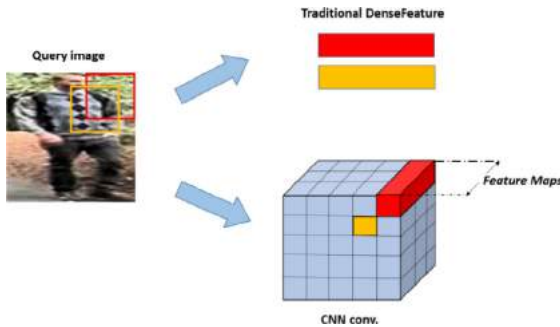 Traditional DenseFeature
Query image
Feature Maps
CNN conv.